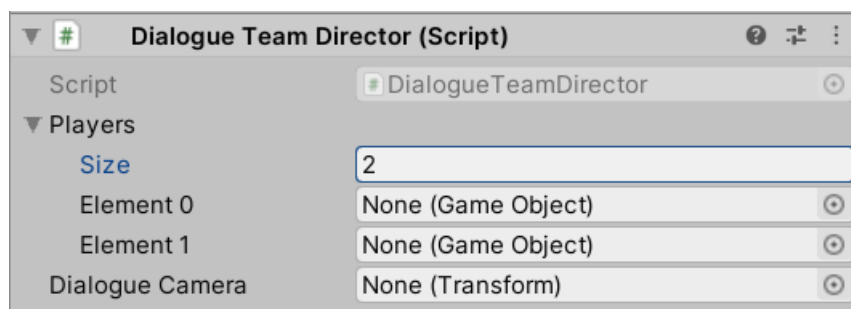 # Dialogue Team Director (Script)
Script # DialogueTeamDirector
Players
Size 2
Element 0 None (Game Object)
Element 1 None (Game Object)
Dialogue Camera None (Transform)